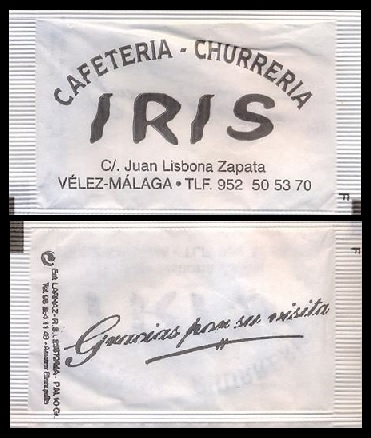 CAFETERIA - CHURRERIA
IRIS
C/. Juan Lisbona Zapata
VÉLEZ-MÁLAGA • TLF. 952 50 53 70
F
F
Gracias por su visita